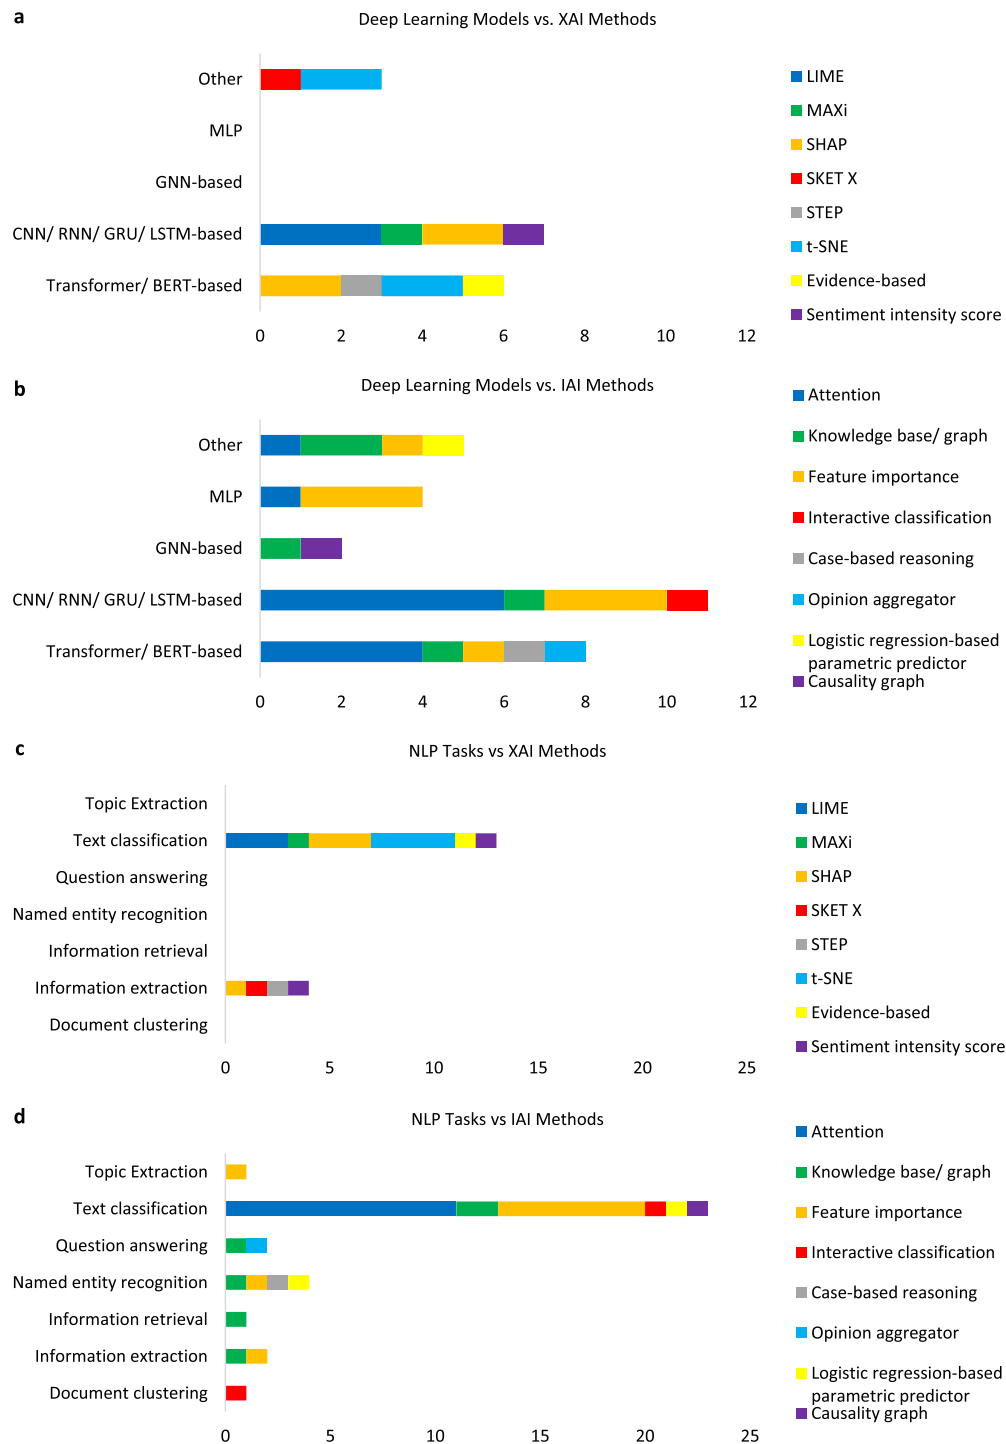 a
Deep Learning Models vs. XAI Methods
Other
MLP
GNN-based
CNN/ RNN/ GRU/ LSTM-based
Transformer/ BERT-based
0 2 4 6 8 10 12
LIME
MAXi
SHAP
SKET X
STEP
t-SNE
Evidence-based
Sentiment intensity score
b
Deep Learning Models vs. IAI Methods
Other
MLP
GNN-based
CNN/ RNN/ GRU/ LSTM-based
Transformer/ BERT-based
0 2 4 6 8 10 12
Attention
Knowledge base/ graph
Feature importance
Interactive classification
Case-based reasoning
Opinion aggregator
Logistic regression-based
parametric predictor
Causality graph
c
NLP Tasks vs XAI Methods
Topic Extraction
Text classification
Question answering
Named entity recognition
Information retrieval
Information extraction
Document clustering
0 5 10 15 20 25
LIME
MAXi
SHAP
SKET X
STEP
t-SNE
Evidence-based
Sentiment intensity score
d
NLP Tasks vs IAI Methods
Topic Extraction
Text classification
Question answering
Named entity recognition
Information retrieval
Information extraction
Document clustering
0 5 10 15 20 25
Attention
Knowledge base/ graph
Feature importance
Interactive classification
Case-based reasoning
Opinion aggregator
Logistic regression-based
parametric predictor
Causality graph